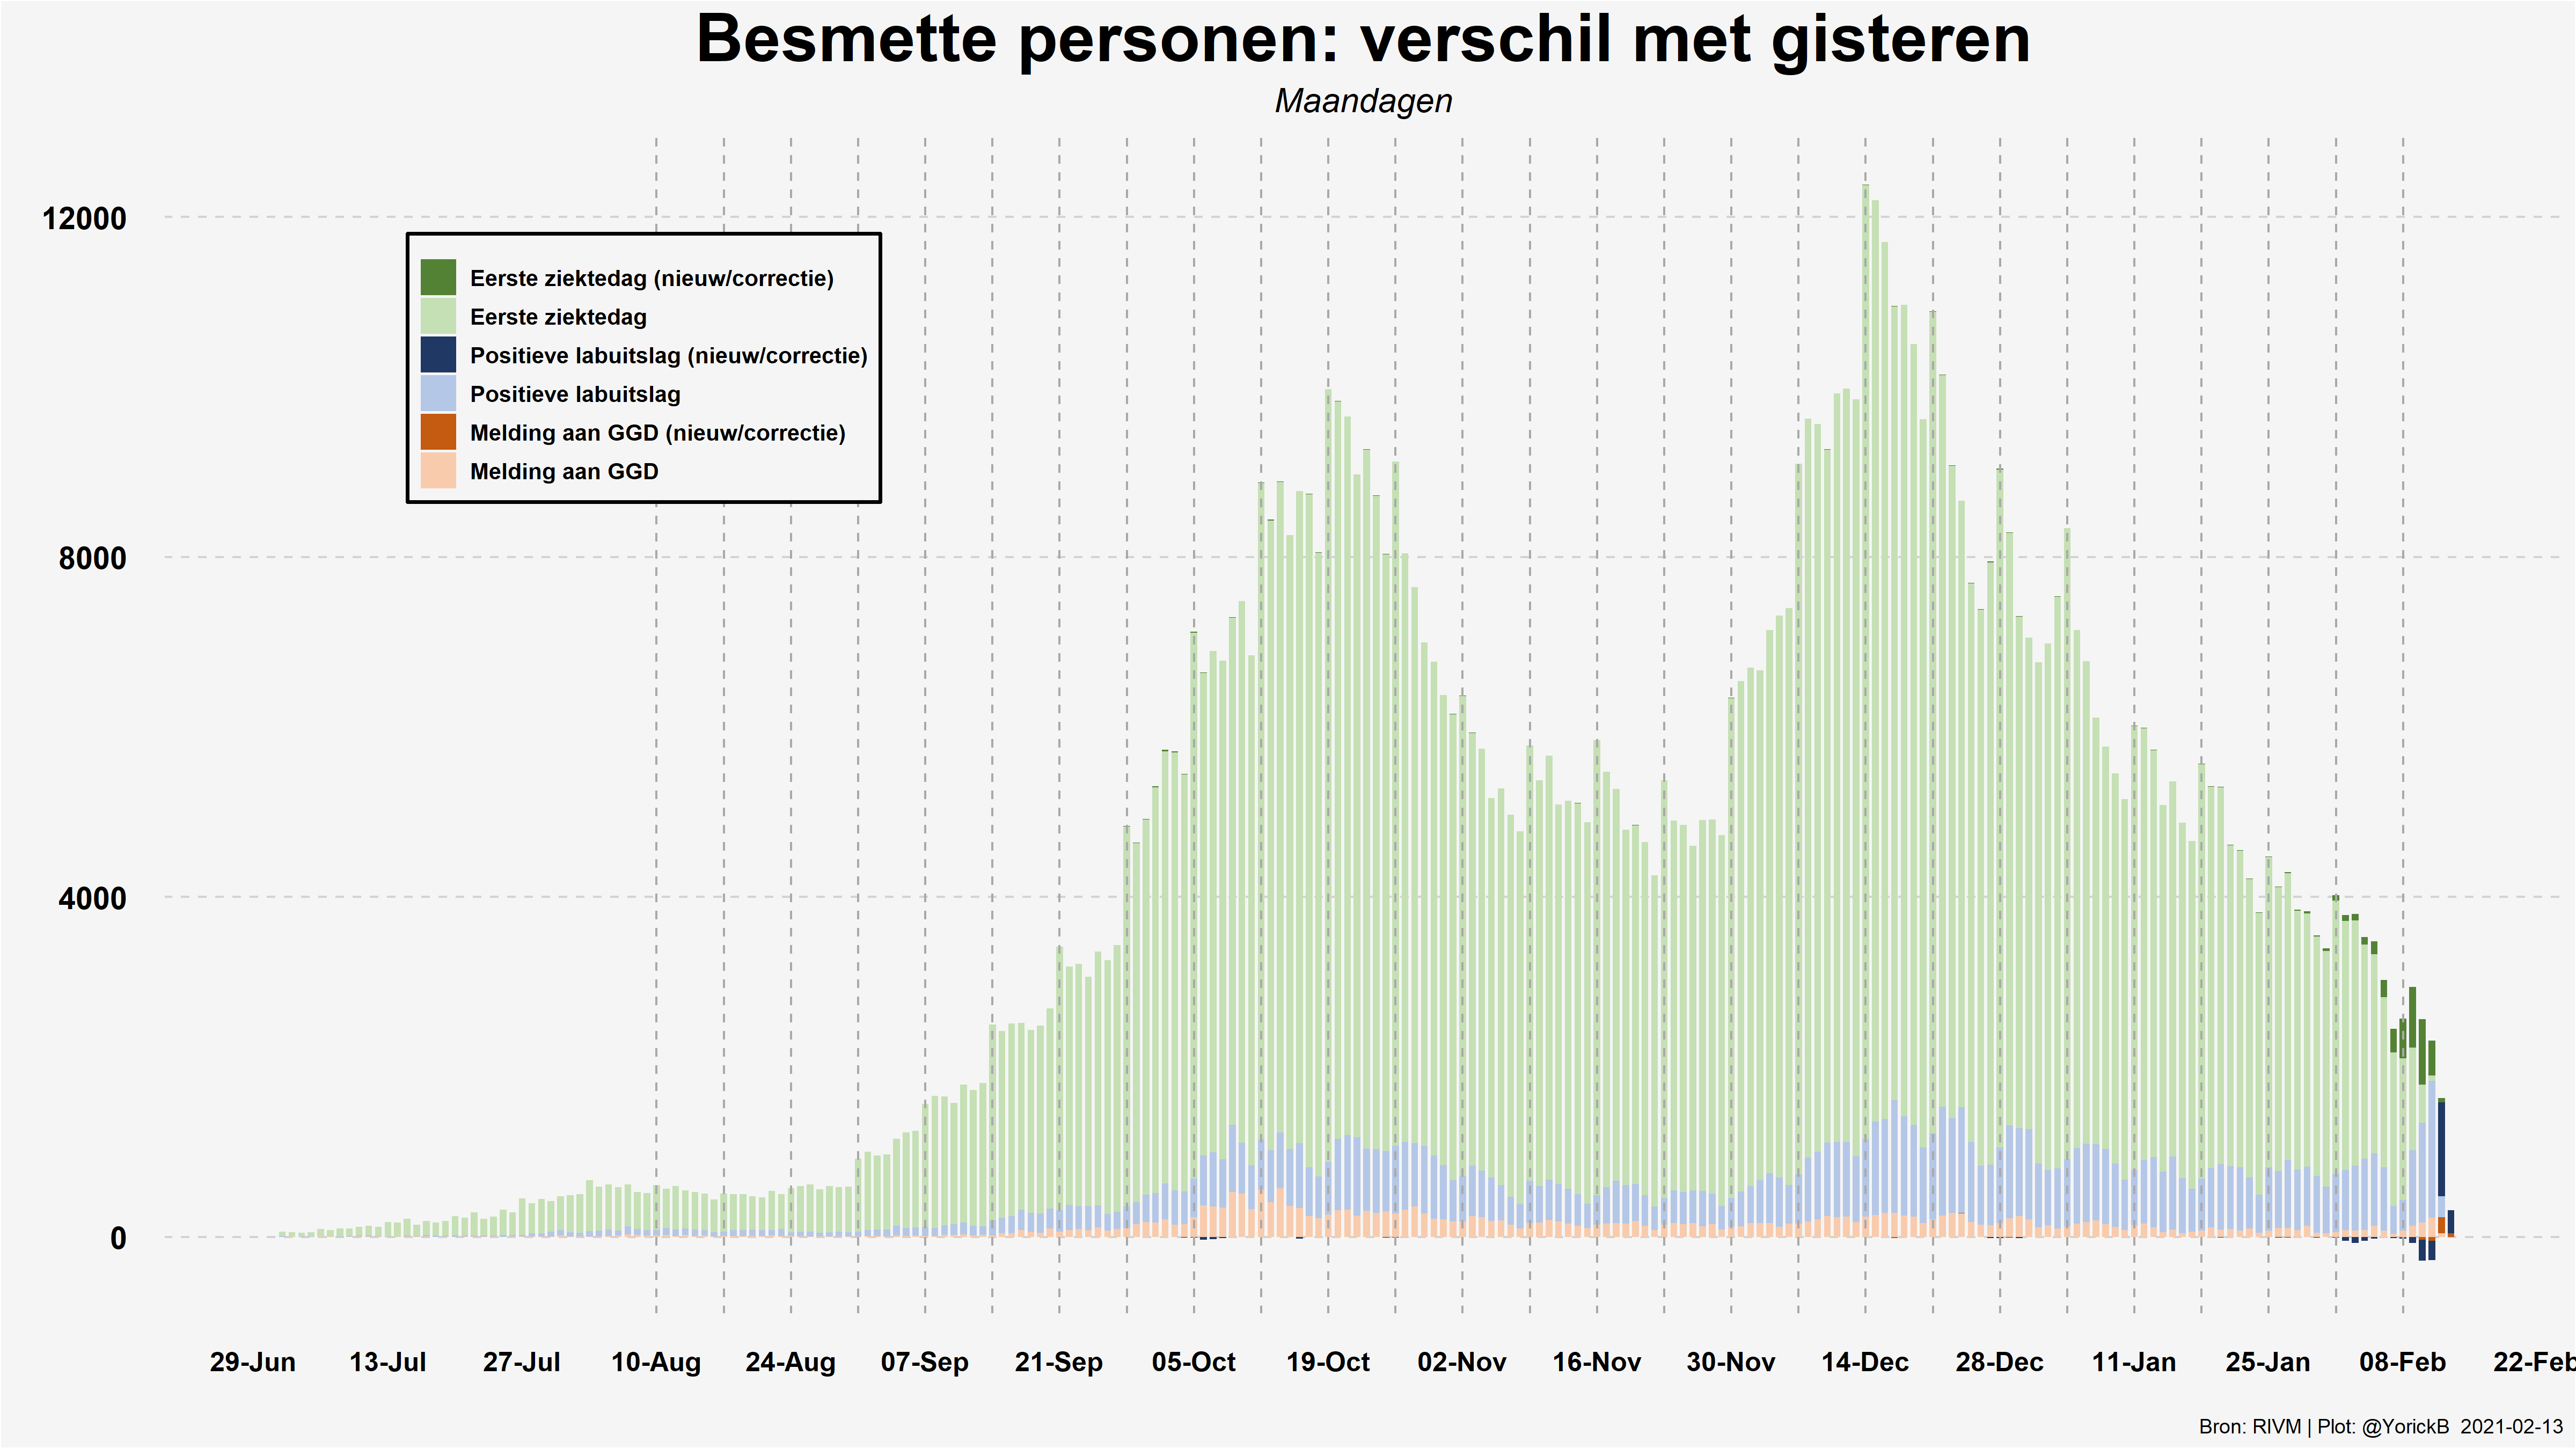 Besmette personen: verschil met gisteren
Maandagen
12000
8000
4000
0
Eerste ziektedag (nieuw/correctie)
Eerste ziektedag
Positieve labuitslag (nieuw/correctie)
Positieve labuitslag
Melding aan GGD (nieuw/correctie)
Melding aan GGD
29-Jun 13-Jul 27-Jul 10-Aug 24-Aug 07-Sep 21-Sep 05-Oct 19-Oct 02-Nov 16-Nov 30-Nov 14-Dec 28-Dec 11-Jan 25-Jan 08-Feb 22-Feb
Bron: RIVM | Plot: @YorickB 2021-02-13